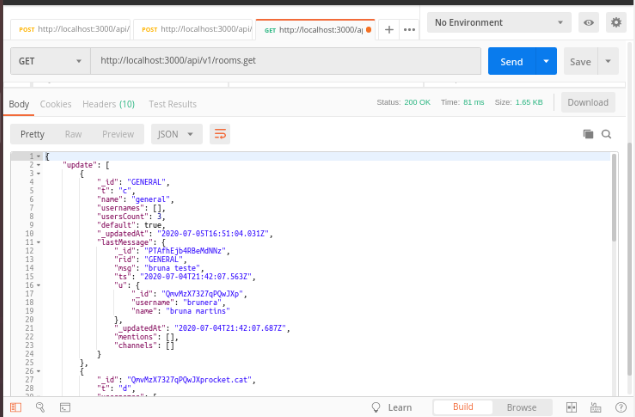 POST http://localhost:3000/api/
POST http://localhost:3000/api/
GET http://localhost:3000/a
No Environment
GET
http://localhost:3000/api/v1/rooms.get
Send
Save
Body
Cookies
Headers (10)
Test Results
Status: 200 OK
Time: 81 ms
Size: 1.65 KB
Download
Pretty
Raw
Preview
JSON
1 {
2 "update": [
3 {
4 "_id": "GENERAL",
5 "t": "c",
6 "name": "general",
7 "usernames": [],
8 "usersCount": 3,
9 "default": true,
10 "_updatedAt": "2020-07-05T16:51:04.031Z",
11 "lastMessage": {
12 "_id": "PTAfhEjb4RBeMdNNz",
13 "rid": "GENERAL",
14 "msg": "bruna teste",
15 "ts": "2020-07-04T21:42:07.563Z",
16 "u": {
17 "_id": "QmvMzX7327qPQwJXp",
18 "username": "brunera",
19 "name": "bruna martins"
20 },
21 "_updatedAt": "2020-07-04T21:42:07.687Z",
22 "mentions": [],
23 "channels": []
24 }
25 },
26 {
27 "_id": "QmvMzX7327qPQwJXprocket.cat",
28 "t": "d",
Learn
Build
Browse